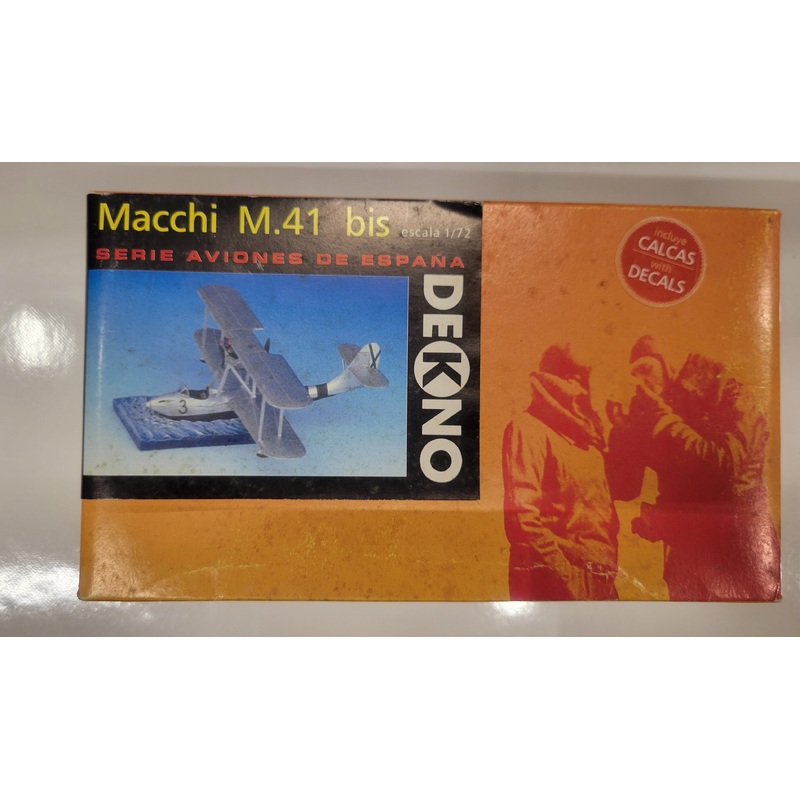 Macchi M.41 bis escala 1/72
SERIE AVIONES DE ESPAÑA
DEKNO
3
incluye
CALCAS
with
DECALS